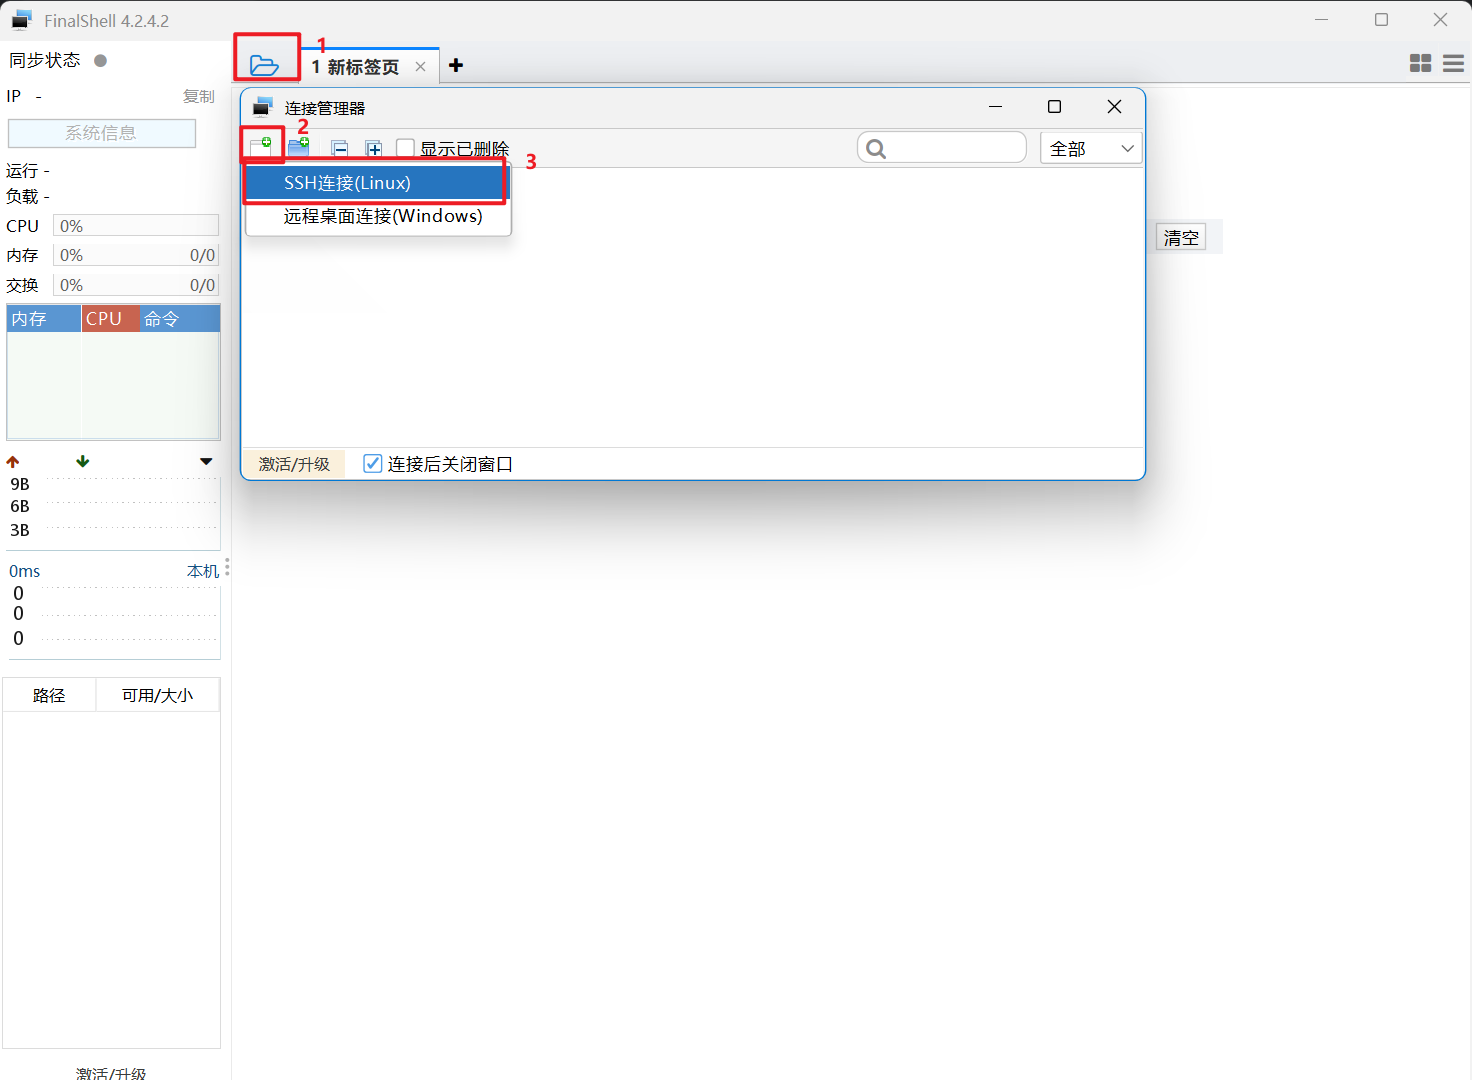 FinalShell 4.2.4.2
同步状态
1
1 新标签页
IP -
复制
连接管理器
系统信息
2
显示已删除
全部
3
SSH连接(Linux)
远程桌面连接(Windows)
运行 -
负载 -
CPU 0%
清空
内存 0% 0/0
交换 0% 0/0
内存 CPU 命令
激活/升级
连接后关闭窗口
9B
6B
3B
0ms 本机
0
0
0
路径 可用/大小
激活/升级